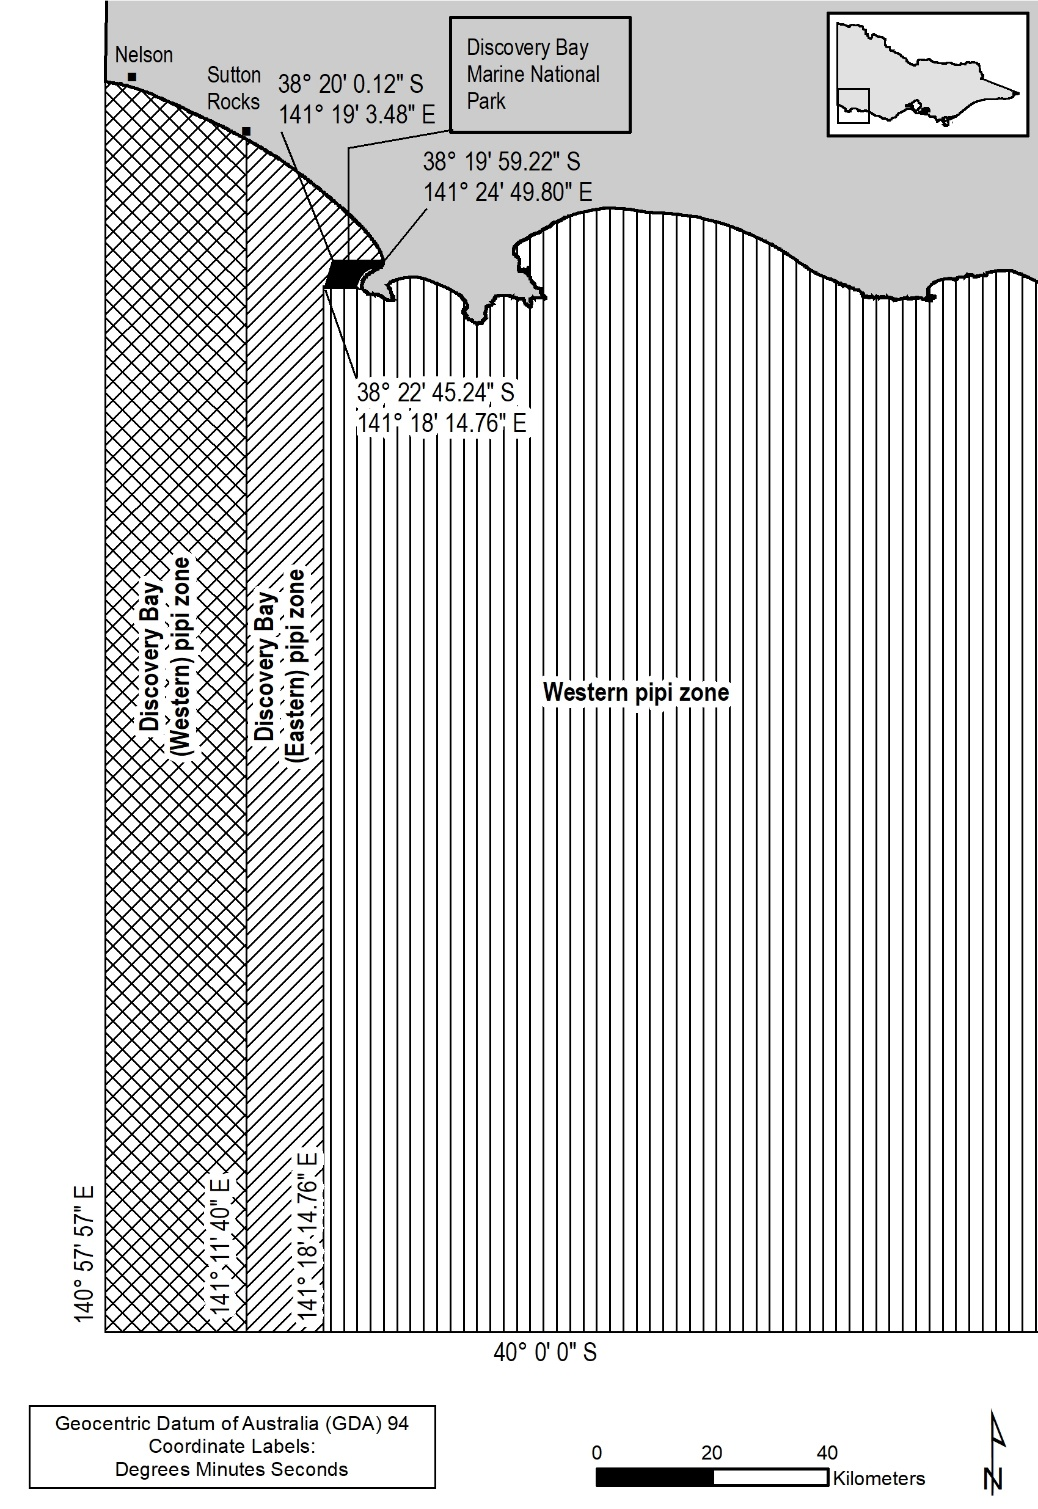 Nelson
Sutton
Rocks
38° 20' 0.12" S
141° 19' 3.48" E
Discovery Bay
Marine National
Park
38° 19' 59.22" S
141° 24' 49.80" E
38° 22' 45.24" S
141° 18' 14.76" E
Discovery Bay
(Western) pipi zone
Discovery Bay
(Eastern) pipi zone
Western pipi zone
140° 57' 57" E
141° 11' 40" E
141° 18' 14.76" E
40° 0' 0" S
Geocentric Datum of Australia (GDA) 94
Coordinate Labels:
Degrees Minutes Seconds
0 20 40
Kilometers
N